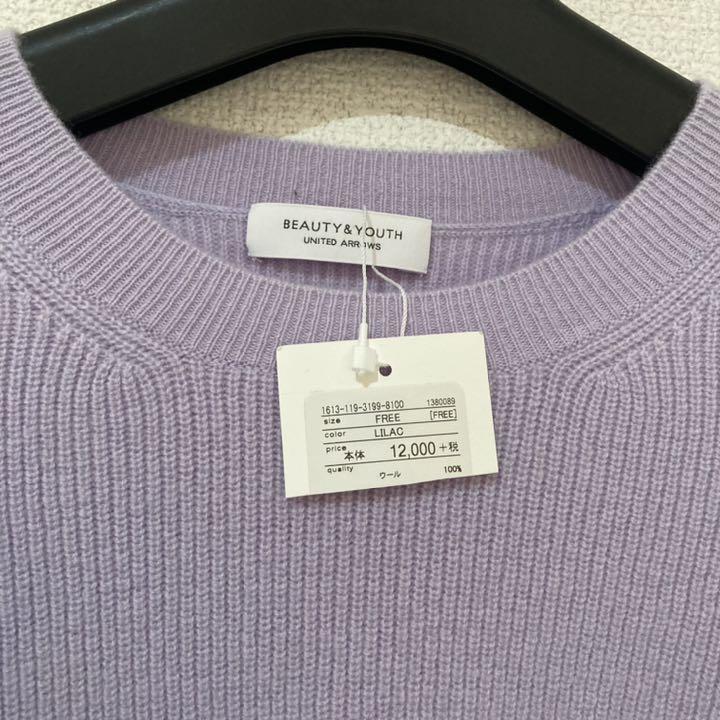 BEAUTY&YOUTH
UNITED ARROWS
1613-119-3199-8100 1380089
size FREE [FREE]
color LILAC
price 本体 12,000 +税
quality ウール 100%